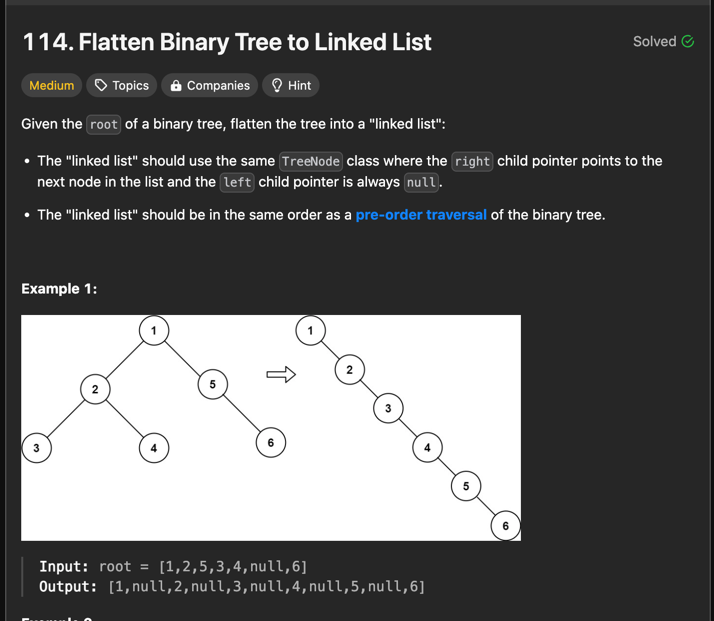 114. Flatten Binary Tree to Linked List
Solved
Medium
Topics
Companies
Hint
Given the root of a binary tree, flatten the tree into a "linked list":
• The "linked list" should use the same TreeNode class where the right child pointer points to the
next node in the list and the left child pointer is always null.
• The "linked list" should be in the same order as a pre-order traversal of the binary tree.
Example 1:
1
2
5
3
4
6
1
2
3
4
5
6
Input: root = [1,2,5,3,4,null,6]
Output: [1,null,2,null,3,null,4,null,5,null,6]